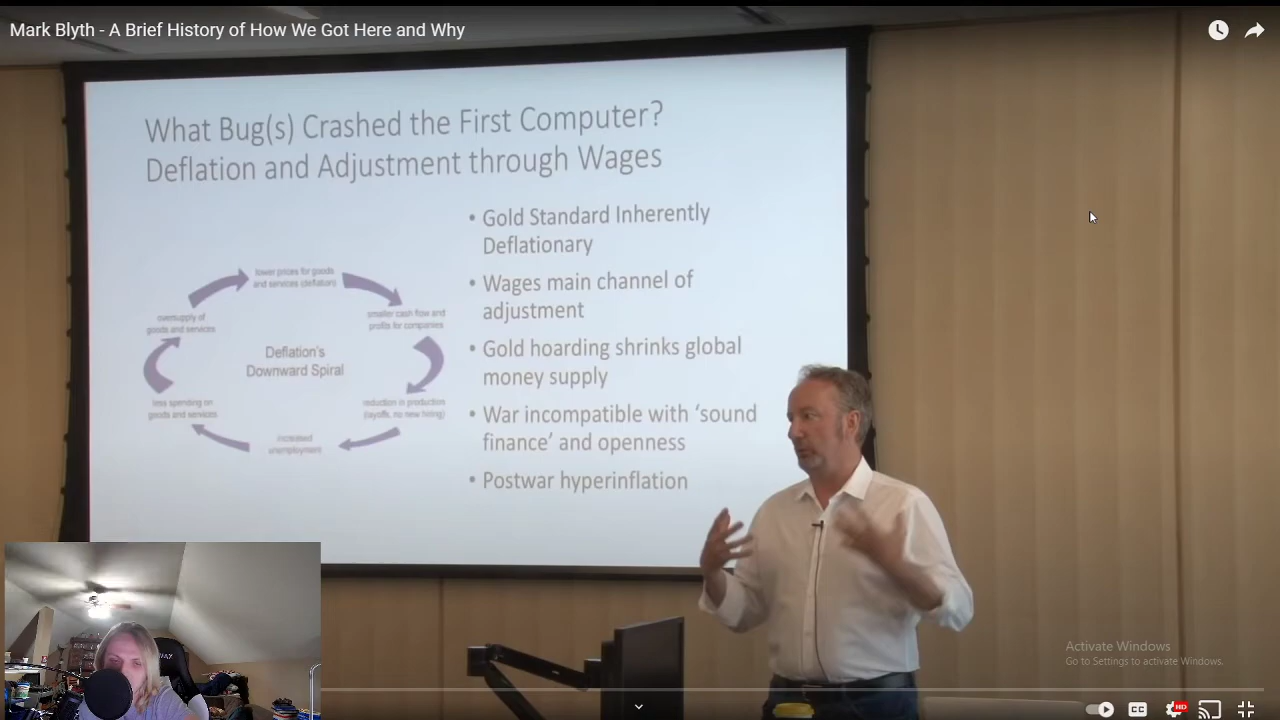 Mark Blyth - A Brief History of How We Got Here and Why
What Bug(s) Crashed the First Computer?
Deflation and Adjustment through Wages
• Gold Standard Inherently
Deflationary
• Wages main channel of
adjustment
• Gold hoarding shrinks global
money supply
• War incompatible with ‘sound
finance’ and openness
• Postwar hyperinflation
lower prices for goods
and services (deflation)
smaller cash flow and
profits for companies
reduction in production
(layoffs, no new hiring)
increased
unemployment
less spending on
goods and services
oversupply of
goods and services
Deflation's
Downward Spiral
Activate Windows
Go to Settings to activate Windows.
CC
HD